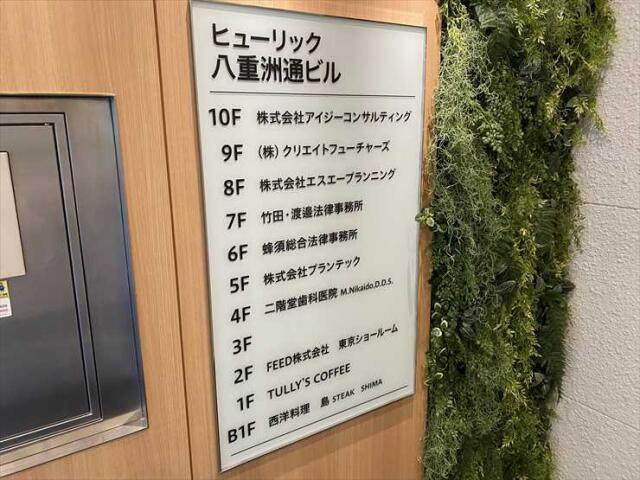 ヒューリック
八重洲通ビル
10F 株式会社アイジーコンサルティング
9F (株)クリエイトフューチャーズ
8F 株式会社エスエープランニング
7F 竹田・渡邉法律事務所
6F 蜂須総合法律事務所
5F 株式会社プランテック
4F 二階堂歯科医院 M.Nikaido,D.D.S.
3F
2F FEED株式会社 東京ショールーム
1F TULLY'S COFFEE
B1F 西洋料理 島 STEAK SHIMA